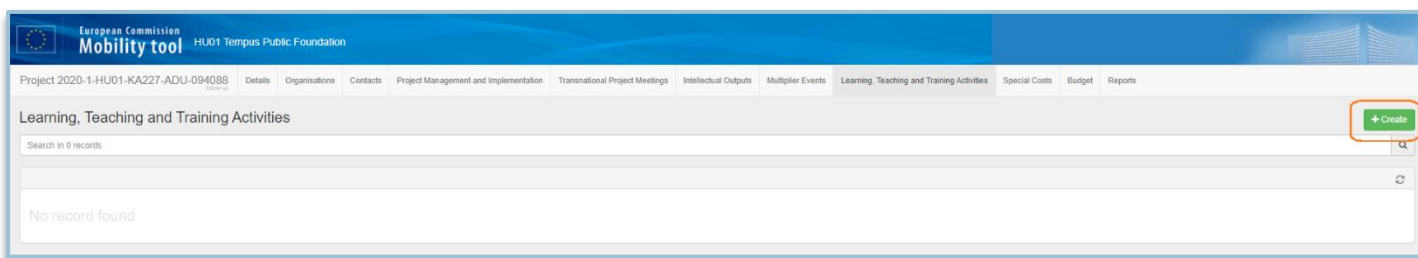 European Commission
Mobility tool HU01 Tempus Public Foundation
Project 2020-1-HU01-KA227-ADU-094088 Details Organisations Contacts Project Management and Implementation Transnational Project Meetings Intellectual Outputs Multiplier Events Learning, Teaching and Training Activities Special Costs Budget Reports
follow up
Learning, Teaching and Training Activities
+ Create
Search in 0 records
No record found